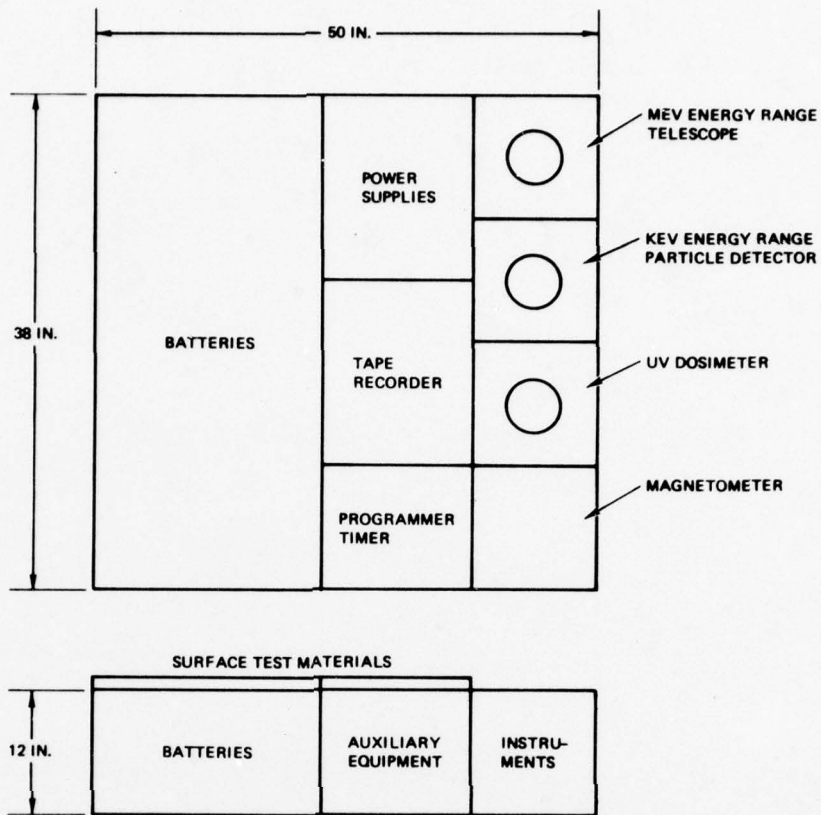 50 IN.
MEV ENERGY RANGE
TELESCOPE
POWER
SUPPLIES
KEV ENERGY RANGE
PARTICLE DETECTOR
38 IN.
BATTERIES
TAPE
RECORDER
UV DOSIMETER
MAGNETOMETER
PROGRAMMER
TIMER
SURFACE TEST MATERIALS
12 IN.
BATTERIES
AUXILIARY
EQUIPMENT
INSTRU-
MENTS